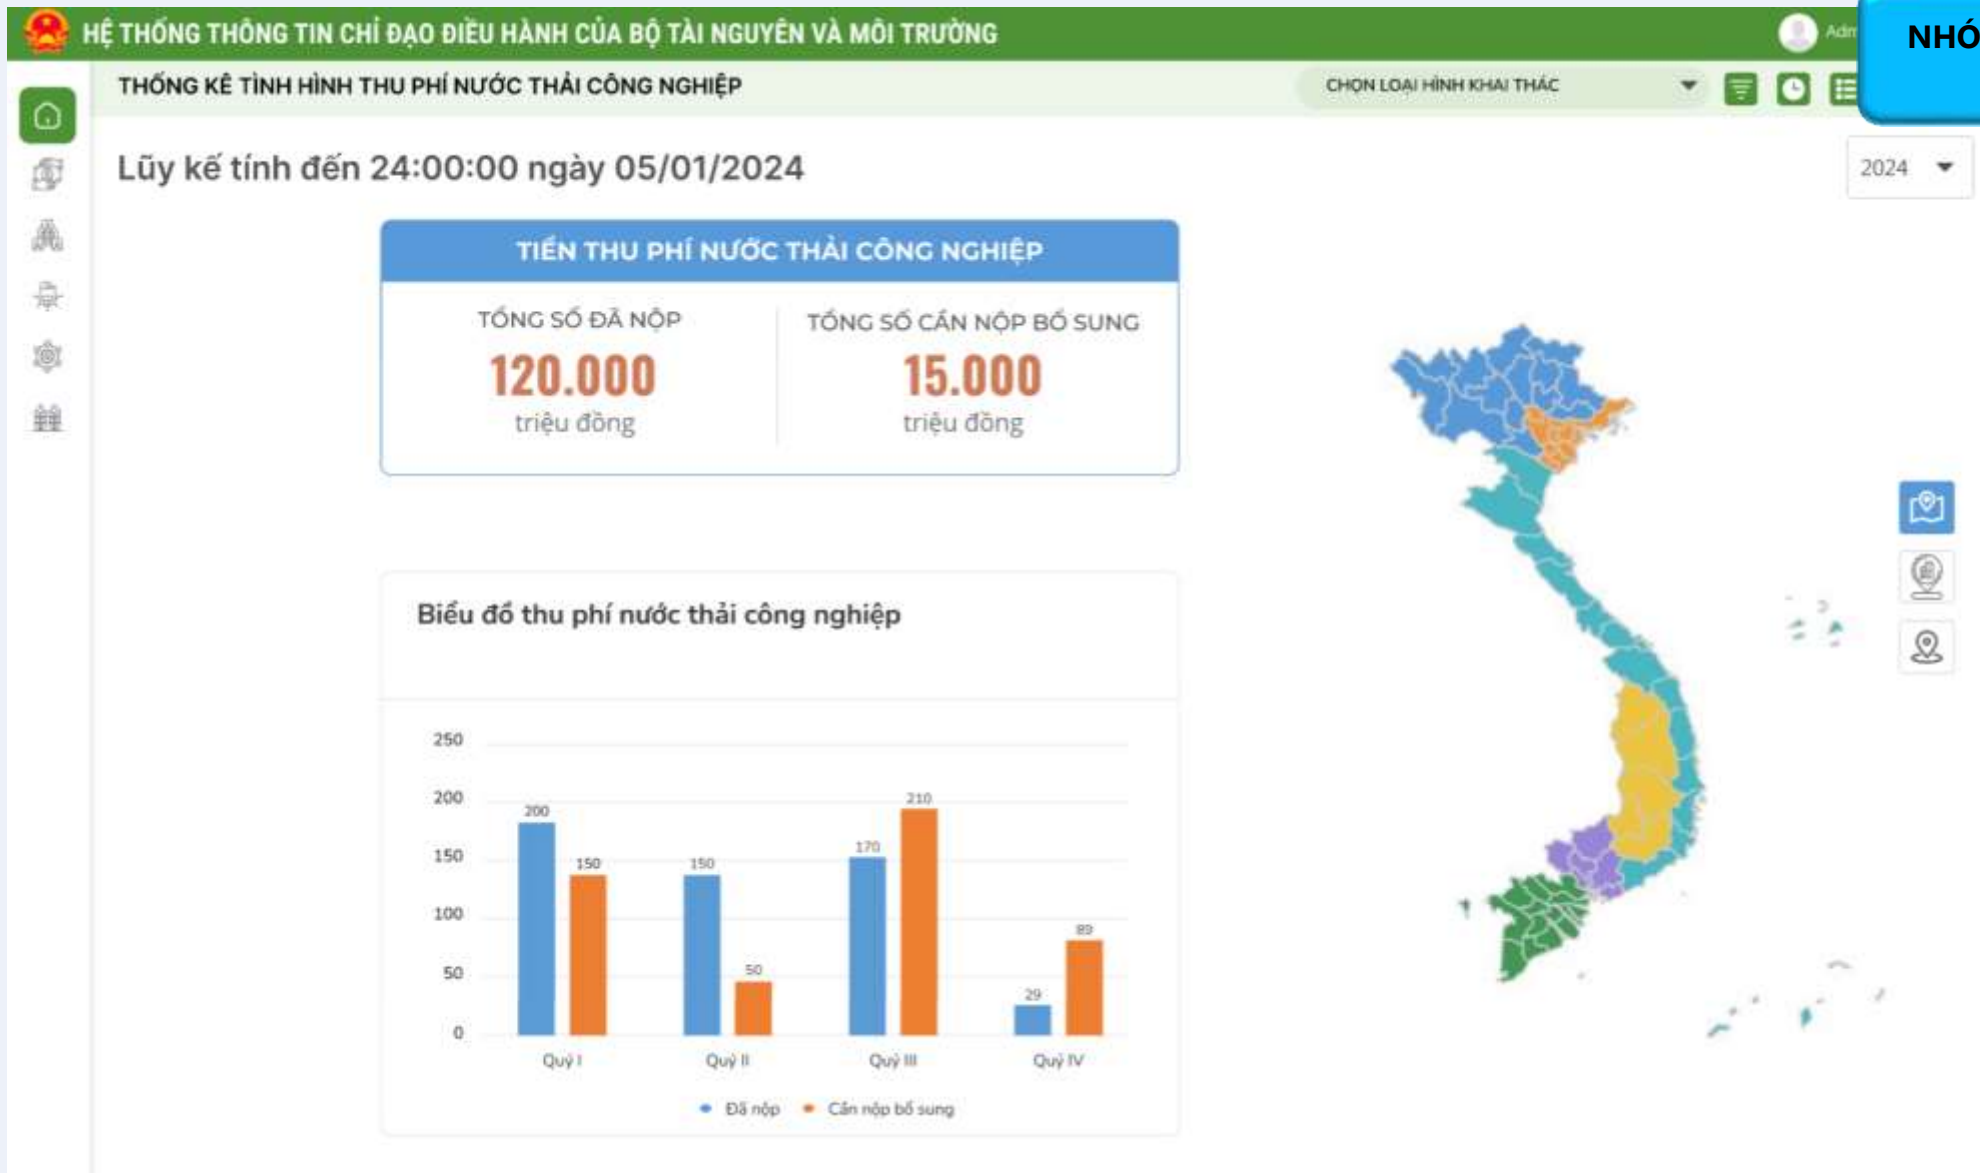 HỆ THỐNG THÔNG TIN CHỈ ĐẠO ĐIỀU HÀNH CỦA BỘ TÀI NGUYÊN VÀ MÔI TRƯỜNG
NHÓ
THỐNG KÊ TÌNH HÌNH THU PHÍ NƯỚC THẢI CÔNG NGHIỆP
CHỌN LOẠI HÌNH KHAI THÁC
Lũy kế tính đến 24:00:00 ngày 05/01/2024
2024
TIỀN THU PHÍ NƯỚC THẢI CÔNG NGHIỆP
TỔNG SỐ ĐÃ NỘP
120.000
triệu đồng
TỔNG SỐ CẦN NỘP BỔ SUNG
15.000
triệu đồng
Biểu đồ thu phí nước thải công nghiệp
250
200
150
100
50
0
200
150
150
50
170
210
29
89
Quý I
Quý II
Quý III
Quý IV
Đã nộp
Cần nộp bổ sung